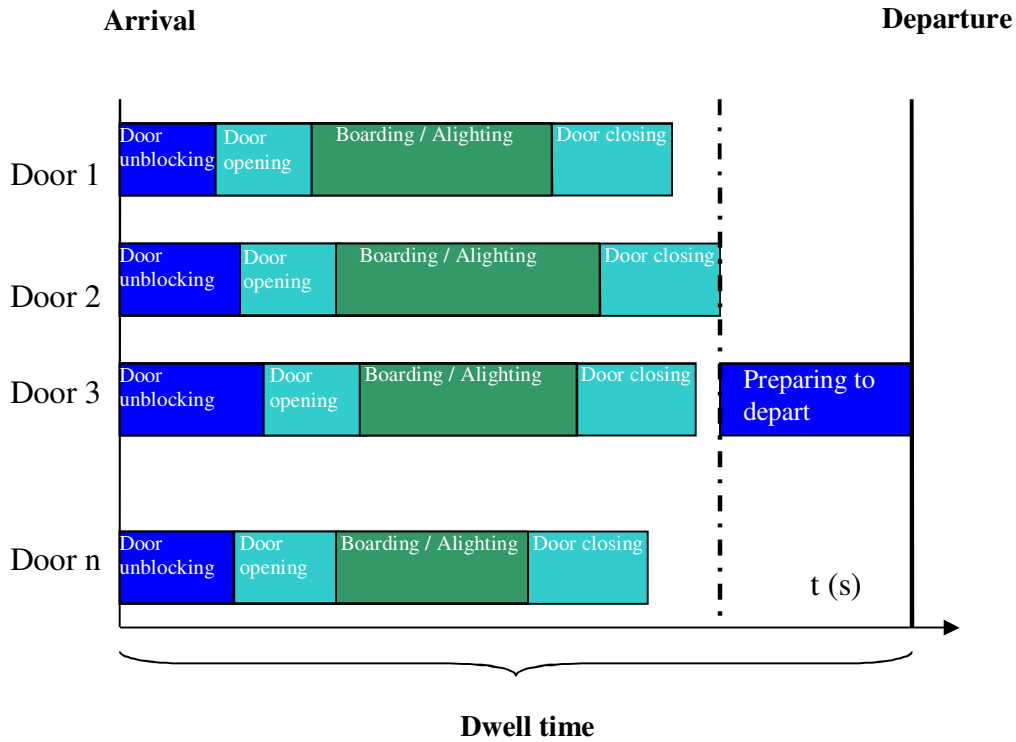 Arrival
Departure
Door 1
Door
unblocking
Door
opening
Boarding / Alighting
Door closing
Door 2
Door
unblocking
Door
opening
Boarding / Alighting
Door closing
Door 3
Door
unblocking
Door
opening
Boarding / Alighting
Door closing
Preparing to
depart
Door n
Door
unblocking
Door
opening
Boarding / Alighting
Door closing
t (s)
Dwell time